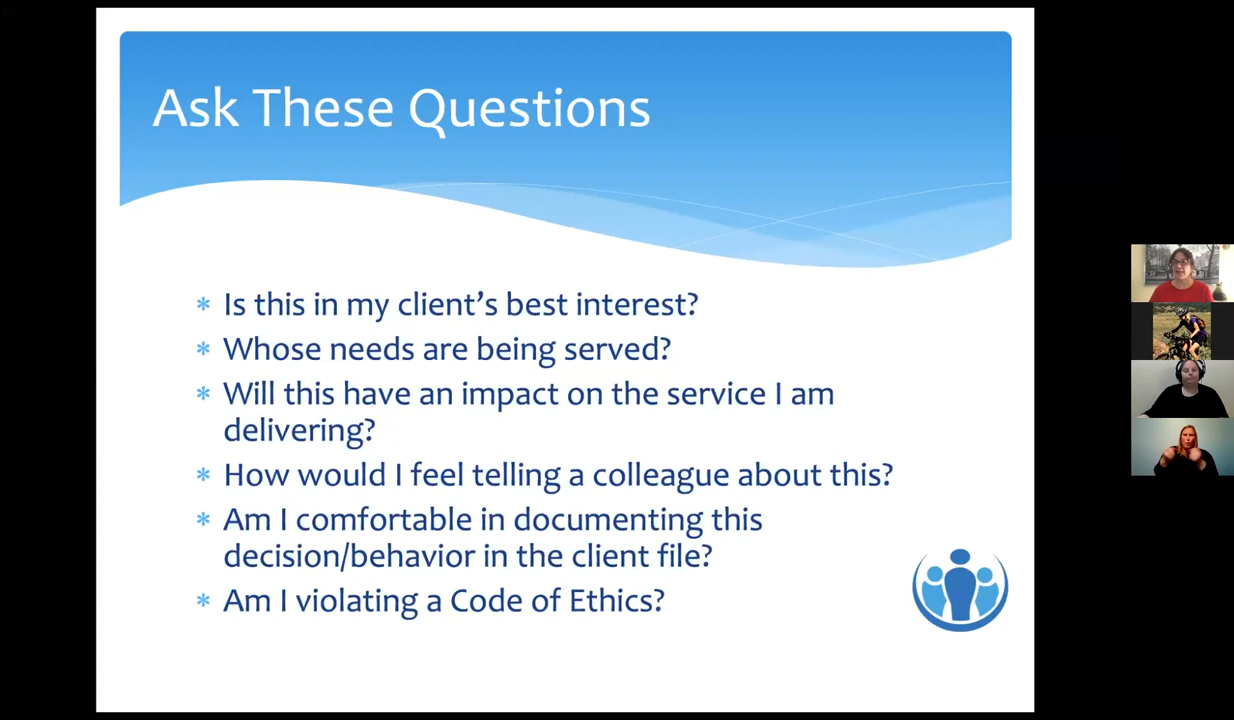 Ask These Questions
* Is this in my client's best interest?
* Whose needs are being served?
* Will this have an impact on the service I am
delivering?
* How would I feel telling a colleague about this?
* Am I comfortable in documenting this
decision/behavior in the client file?
* Am I violating a Code of Ethics?